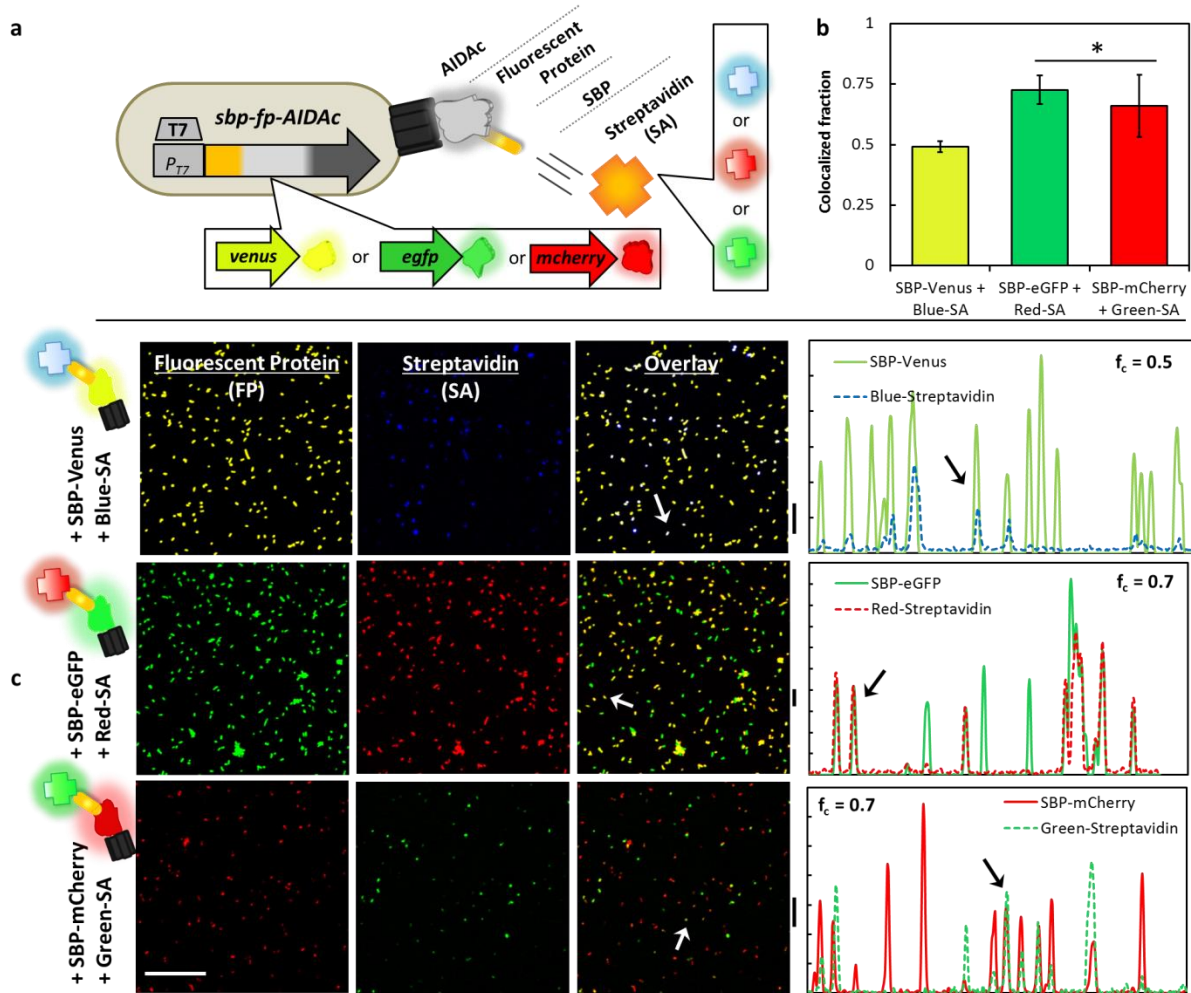 a
AIDAc
Fluorescent
Protein
SBP
Streptavidin
(SA)
T7
P_T7
sbp-fp-AIDAc
or
or
venus
or
egfp
or
mcherry
b
Colocalized fraction
1
0.75
0.5
0.25
0
*
SBP-Venus +
Blue-SA
SBP-eGFP +
Red-SA
SBP-mCherry
+ Green-SA
c
+ SBP-Venus
+ Blue-SA
Fluorescent Protein
(FP)
Streptavidin
(SA)
Overlay
SBP-Venus
Blue-Streptavidin
f_c = 0.5
+ SBP-eGFP
+ Red-SA
SBP-eGFP
Red-Streptavidin
f_c = 0.7
+ SBP-mCherry
+ Green-SA
f_c = 0.7
SBP-mCherry
Green-Streptavidin